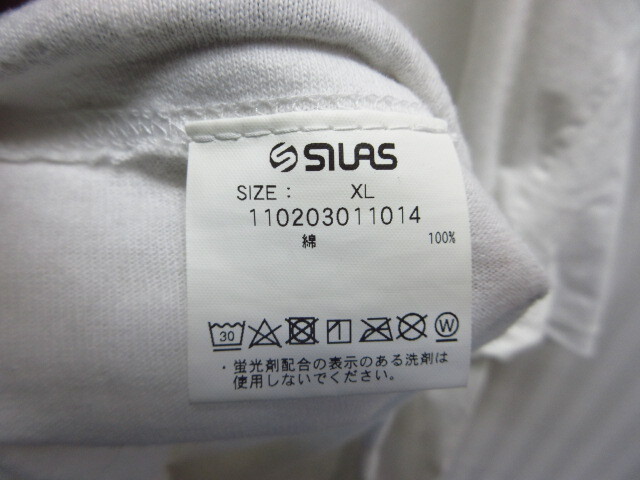 SILAS
SIZE : XL
110203011014
綿 100%
30 W
・蛍光剤配合の表示のある洗剤は
使用しないでください。